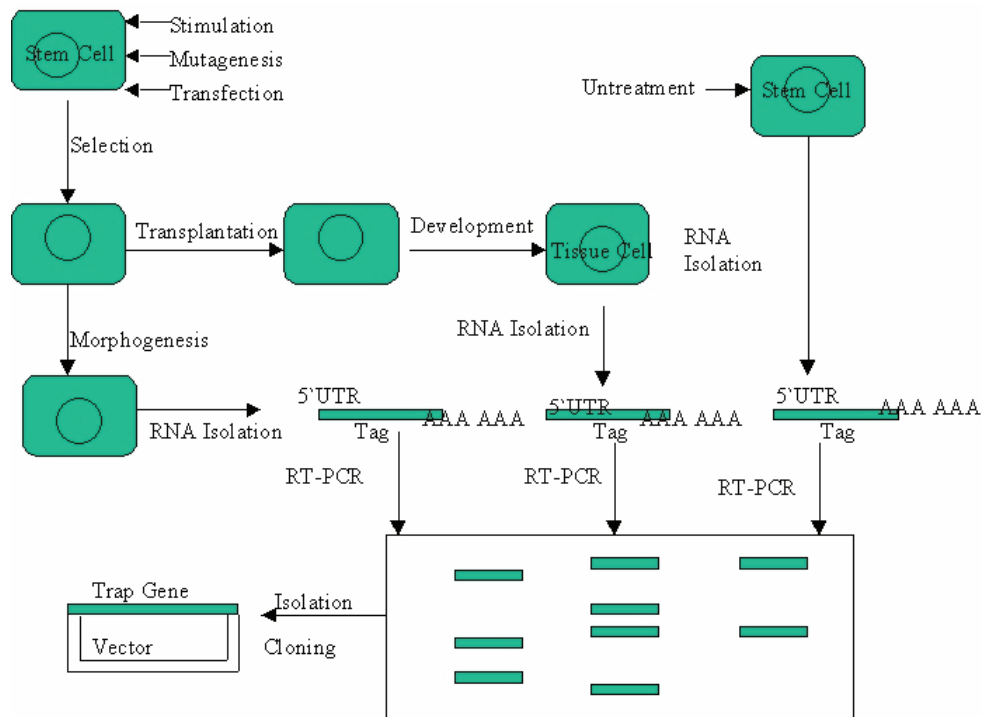 Stimulation
Stem Cell
Mutagenesis
Transfection
Untreatment
Stem Cell
Selection
Transplantation
Development
Tissue Cell
RNA
Isolation
Morphogenesis
RNA Isolation
RNA Isolation
5`UTR
AAA AAA
Tag
5`UTR
AAA AAA
Tag
5`UTR
AAA AAA
Tag
RT-PCR
RT-PCR
RT-PCR
Trap Gene
Vector
Isolation
Cloning